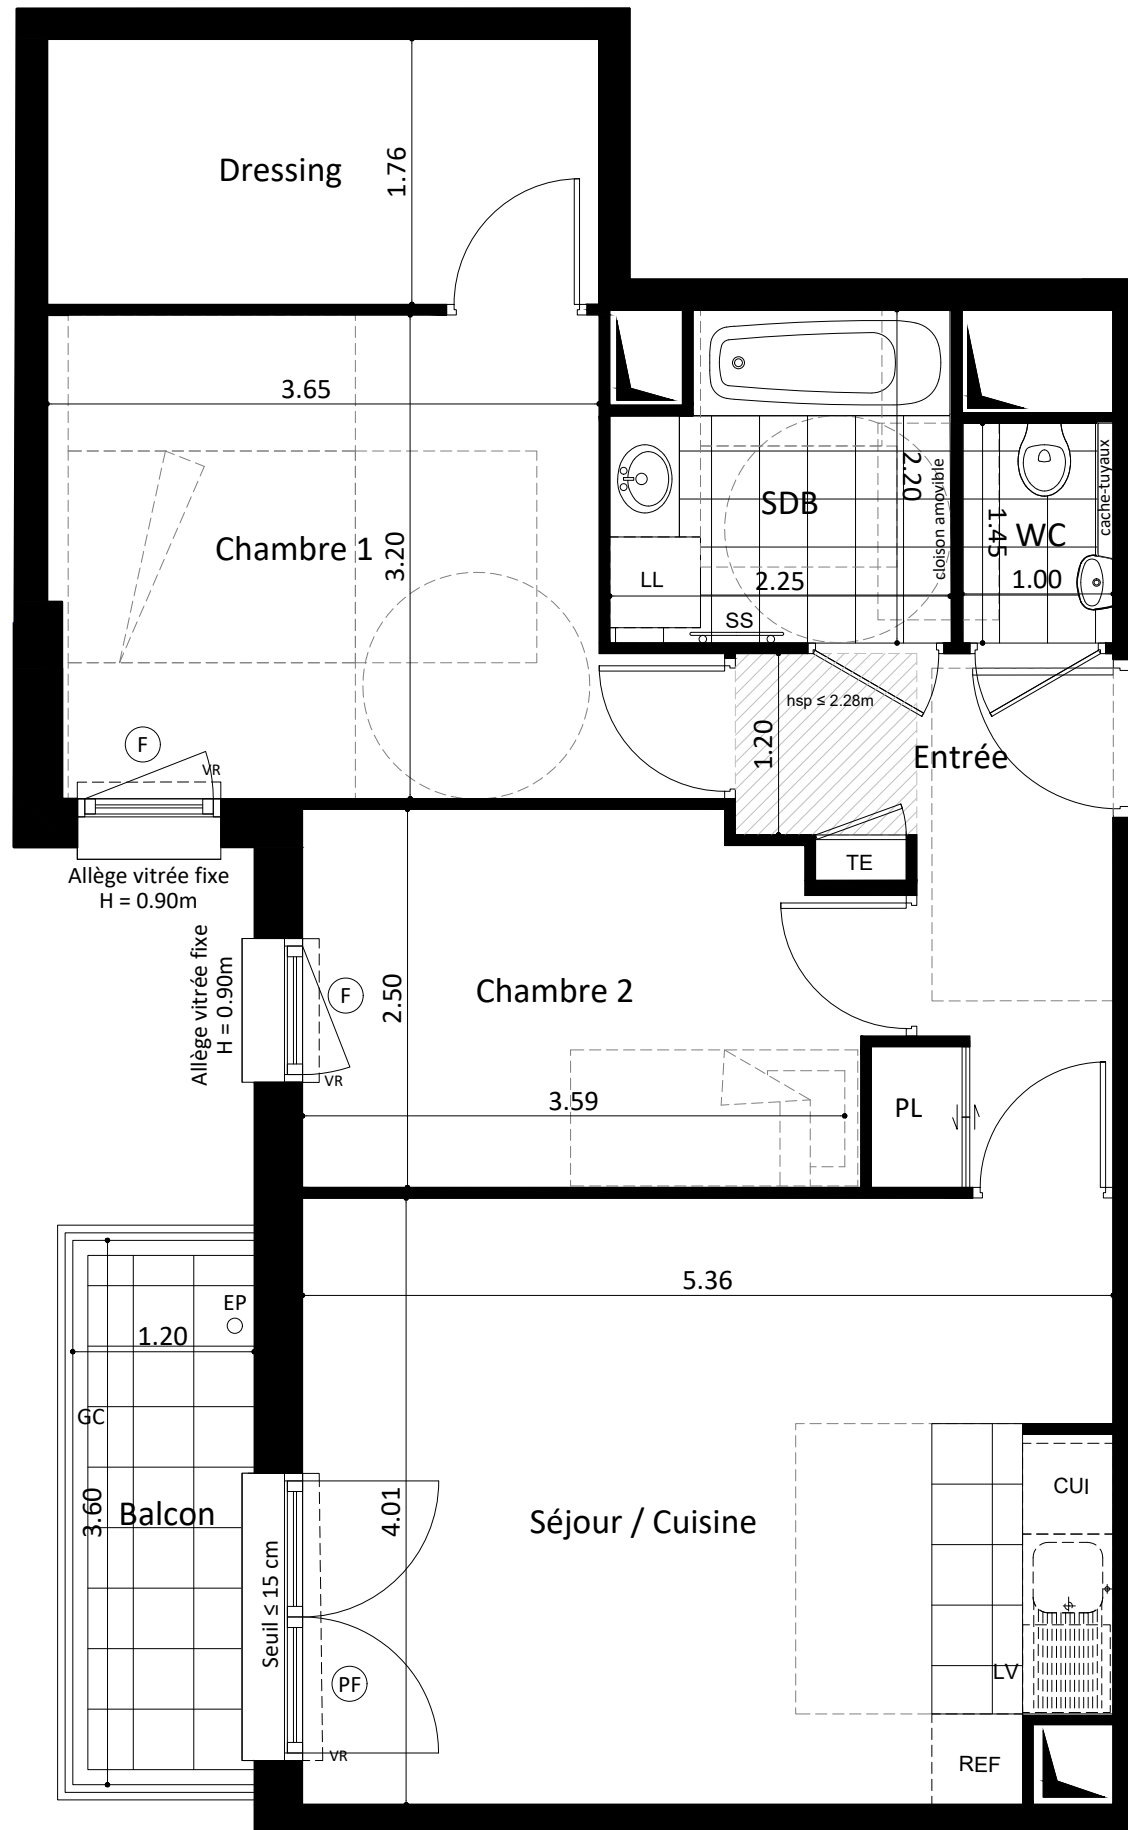 Dressing
1.76
3.65
Chambre 1
3.20
SDB
2.20
cloison amovible
2.25
LL
SS
WC
1.45
1.00
cache-tuyaux
hsp ≤ 2.28m
1.20
Entrée
TE
F
VR
Allège vitrée fixe
H = 0.90m
Allège vitrée fixe
H = 0.90m
F
VR
2.50
Chambre 2
3.59
PL
5.36
EP
1.20
GC
3.60
Balcon
Seuil ≤ 15 cm
4.01
Séjour / Cuisine
CUI
LV
PF
VR
REF